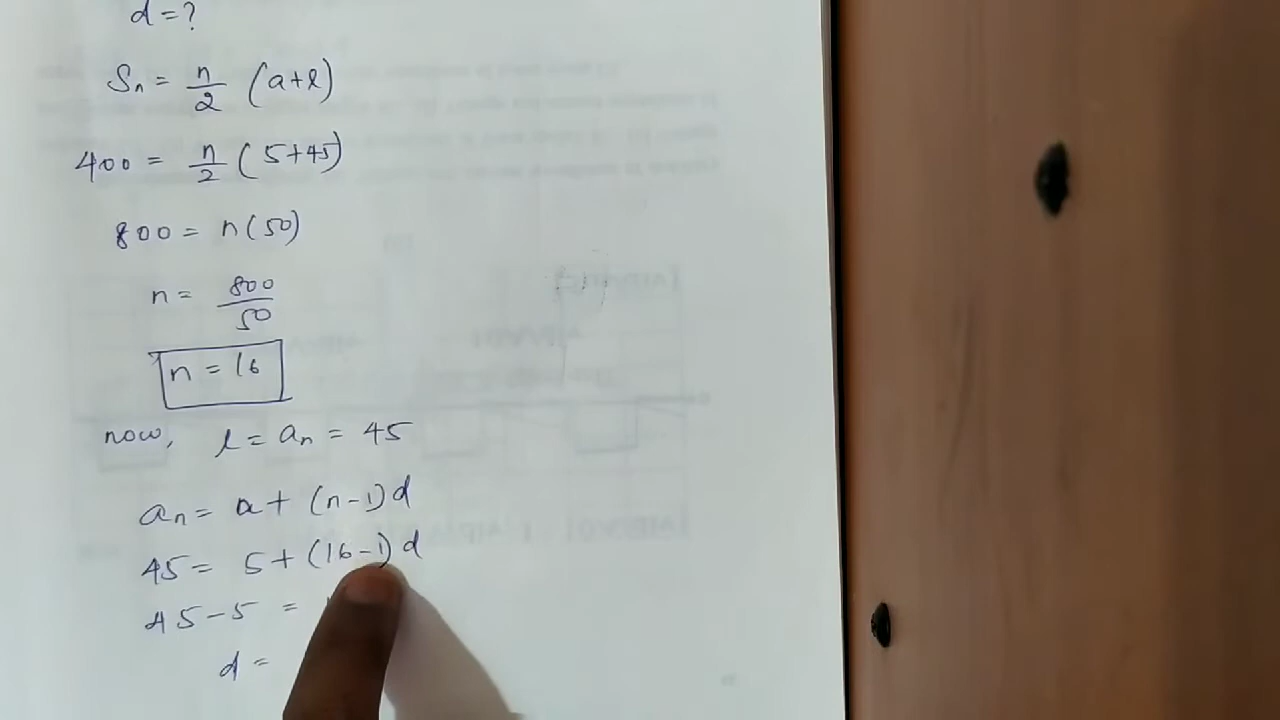 d = ?
Sn = n/2 (a+l)
400 = n/2 (5+45)
800 = n(50)
n = 800/50
n = 16
now, l = an = 45
an = a + (n-1)d
45 = 5+(16-1)d
45-5 =
d =